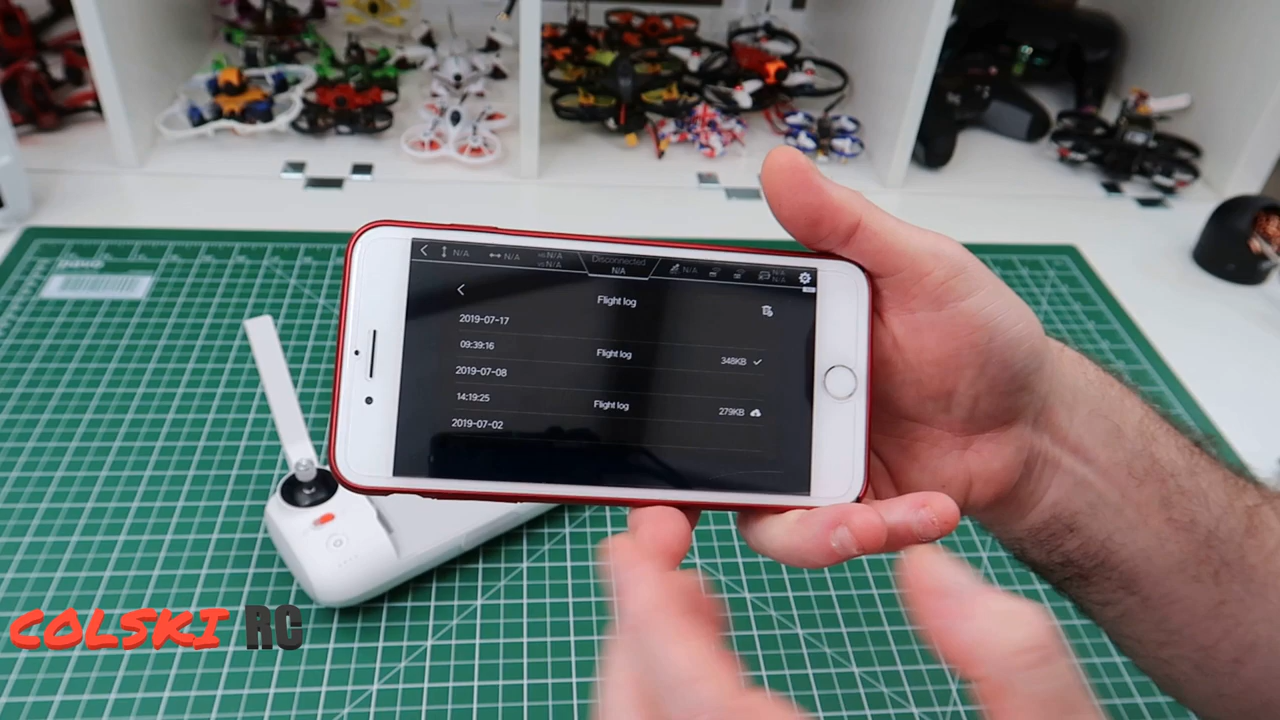 N/A N/A N/A Disconnected N/A N/A
N/A N/A N/A
Flight log
2019-07-17
09:39:16 Flight log 348KB
2019-07-08
14:19:25 Flight log 279KB
2019-07-02
COLSKI RC